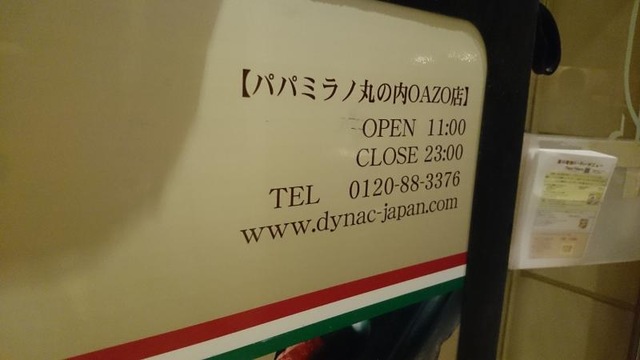 【パパミラノ丸の内OAZO店】
OPEN 11:00
CLOSE 23:00
TEL 0120-88-3376
www.dynac-japan.com